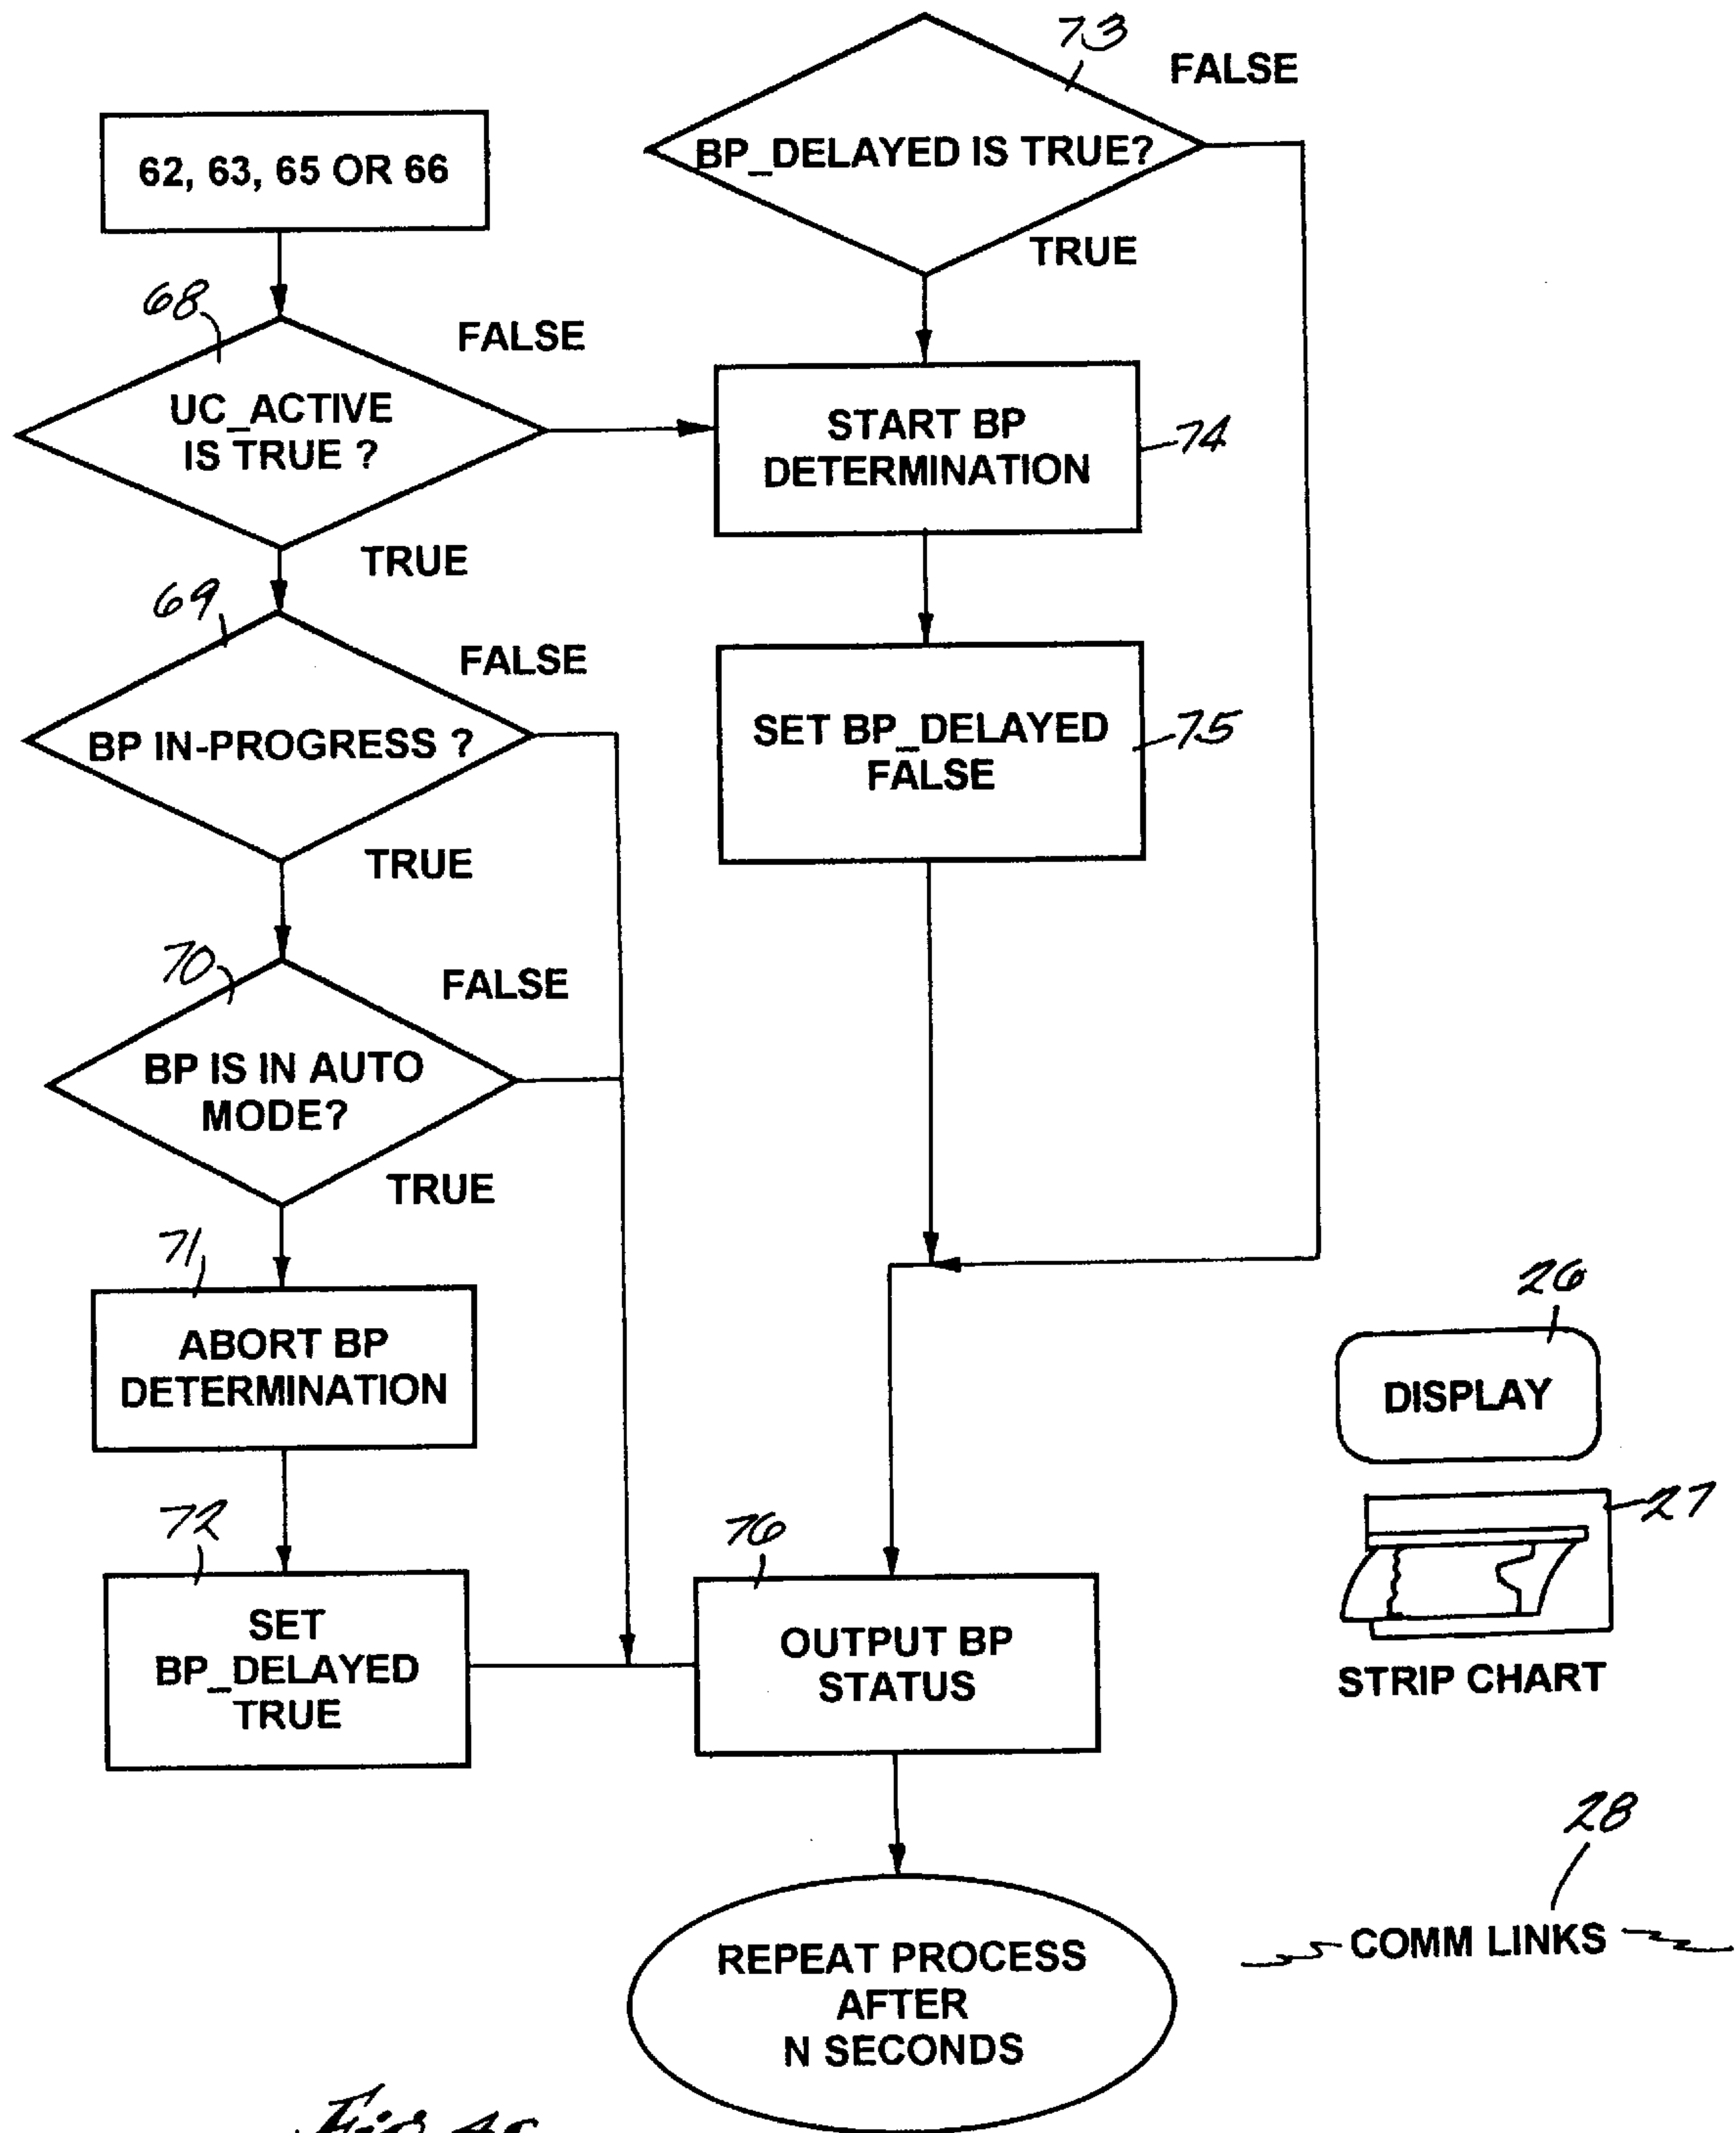 62, 63, 65 OR 66
68
UC_ACTIVE
IS TRUE ?
FALSE
TRUE
69
BP IN-PROGRESS ?
FALSE
TRUE
70
BP IS IN AUTO
MODE?
FALSE
TRUE
71
ABORT BP
DETERMINATION
72
SET
BP_DELAYED
TRUE
73
BP_DELAYED IS TRUE?
FALSE
TRUE
START BP
DETERMINATION
74
SET BP_DELAYED
FALSE
75
76
OUTPUT BP
STATUS
REPEAT PROCESS
AFTER
N SECONDS
26
DISPLAY
27
STRIP CHART
28
COMM LINKS
Fig. 4c